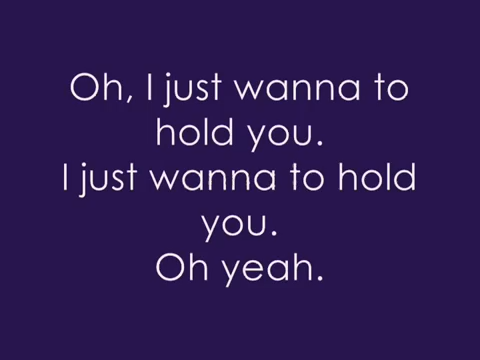 Oh, I just wanna to
hold you.
I just wanna to hold
you.
Oh yeah.